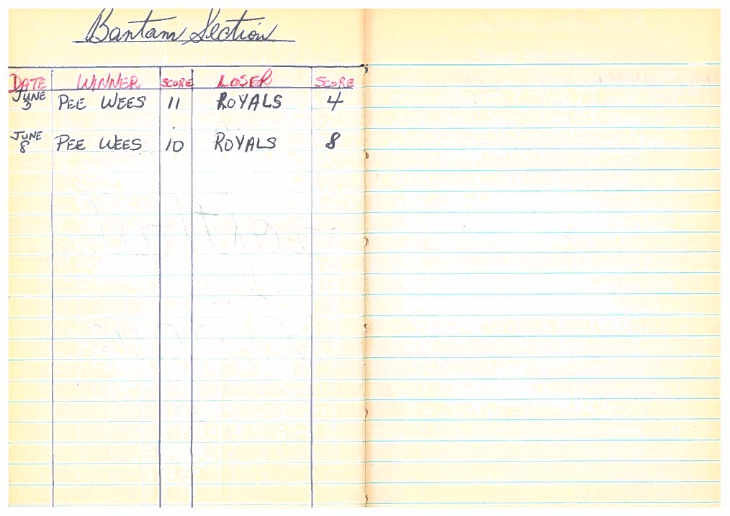 Bantam Section
DATE WINNER SCORE LOSER SCORE
JUNE 5 PEE WEES 11 ROYALS 4
JUNE 8 PEE WEES 10 ROYALS 8